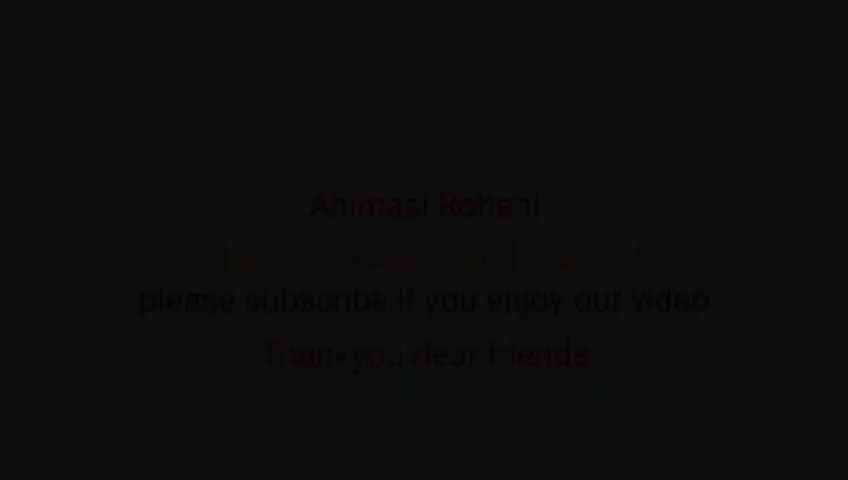 Animasi Rohani
please subscribe if you enjoy our video
Thankyou dear friends